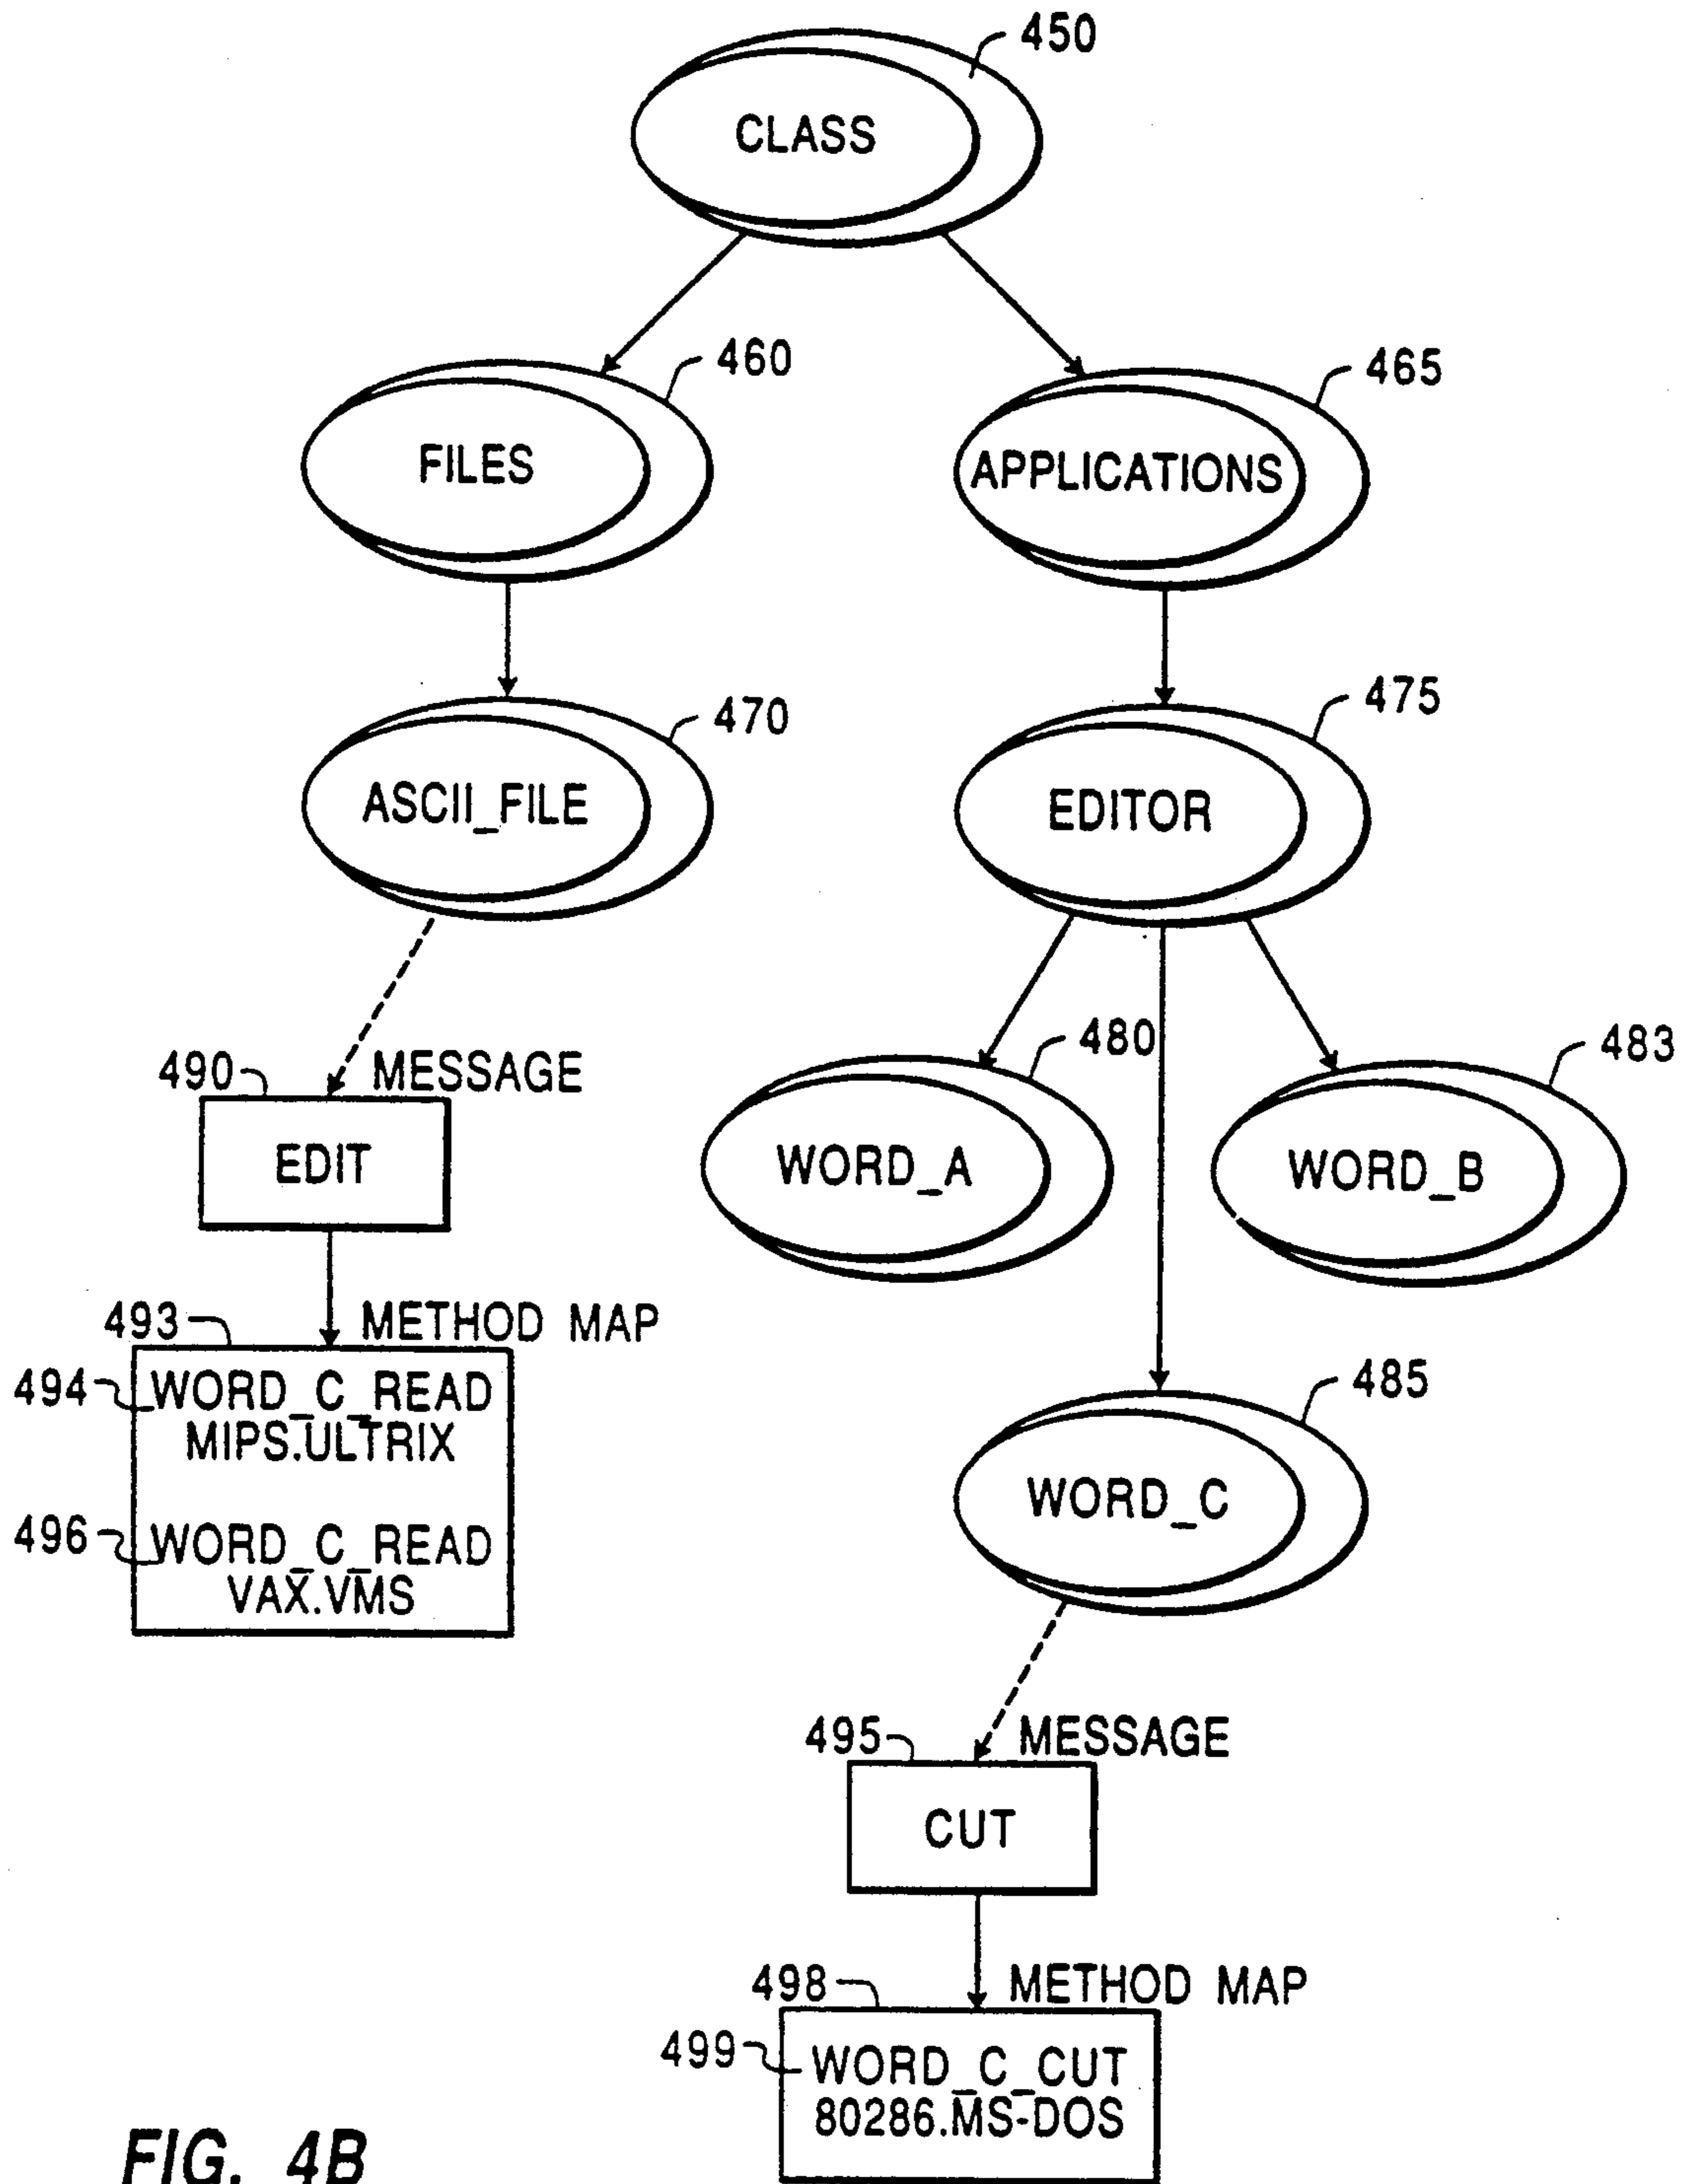 450
CLASS
460
465
FILES
APPLICATIONS
470
475
ASCII_FILE
EDITOR
480
483
490
MESSAGE
EDIT
WORD_A
WORD_B
493
METHOD MAP
494
WORD_C_READ
MIPS.ULTRIX
485
496
WORD_C_READ
VAX.VMS
WORD_C
495
MESSAGE
CUT
498
METHOD MAP
499
WORD_C_CUT
80286.MS-DOS
FIG. 4B